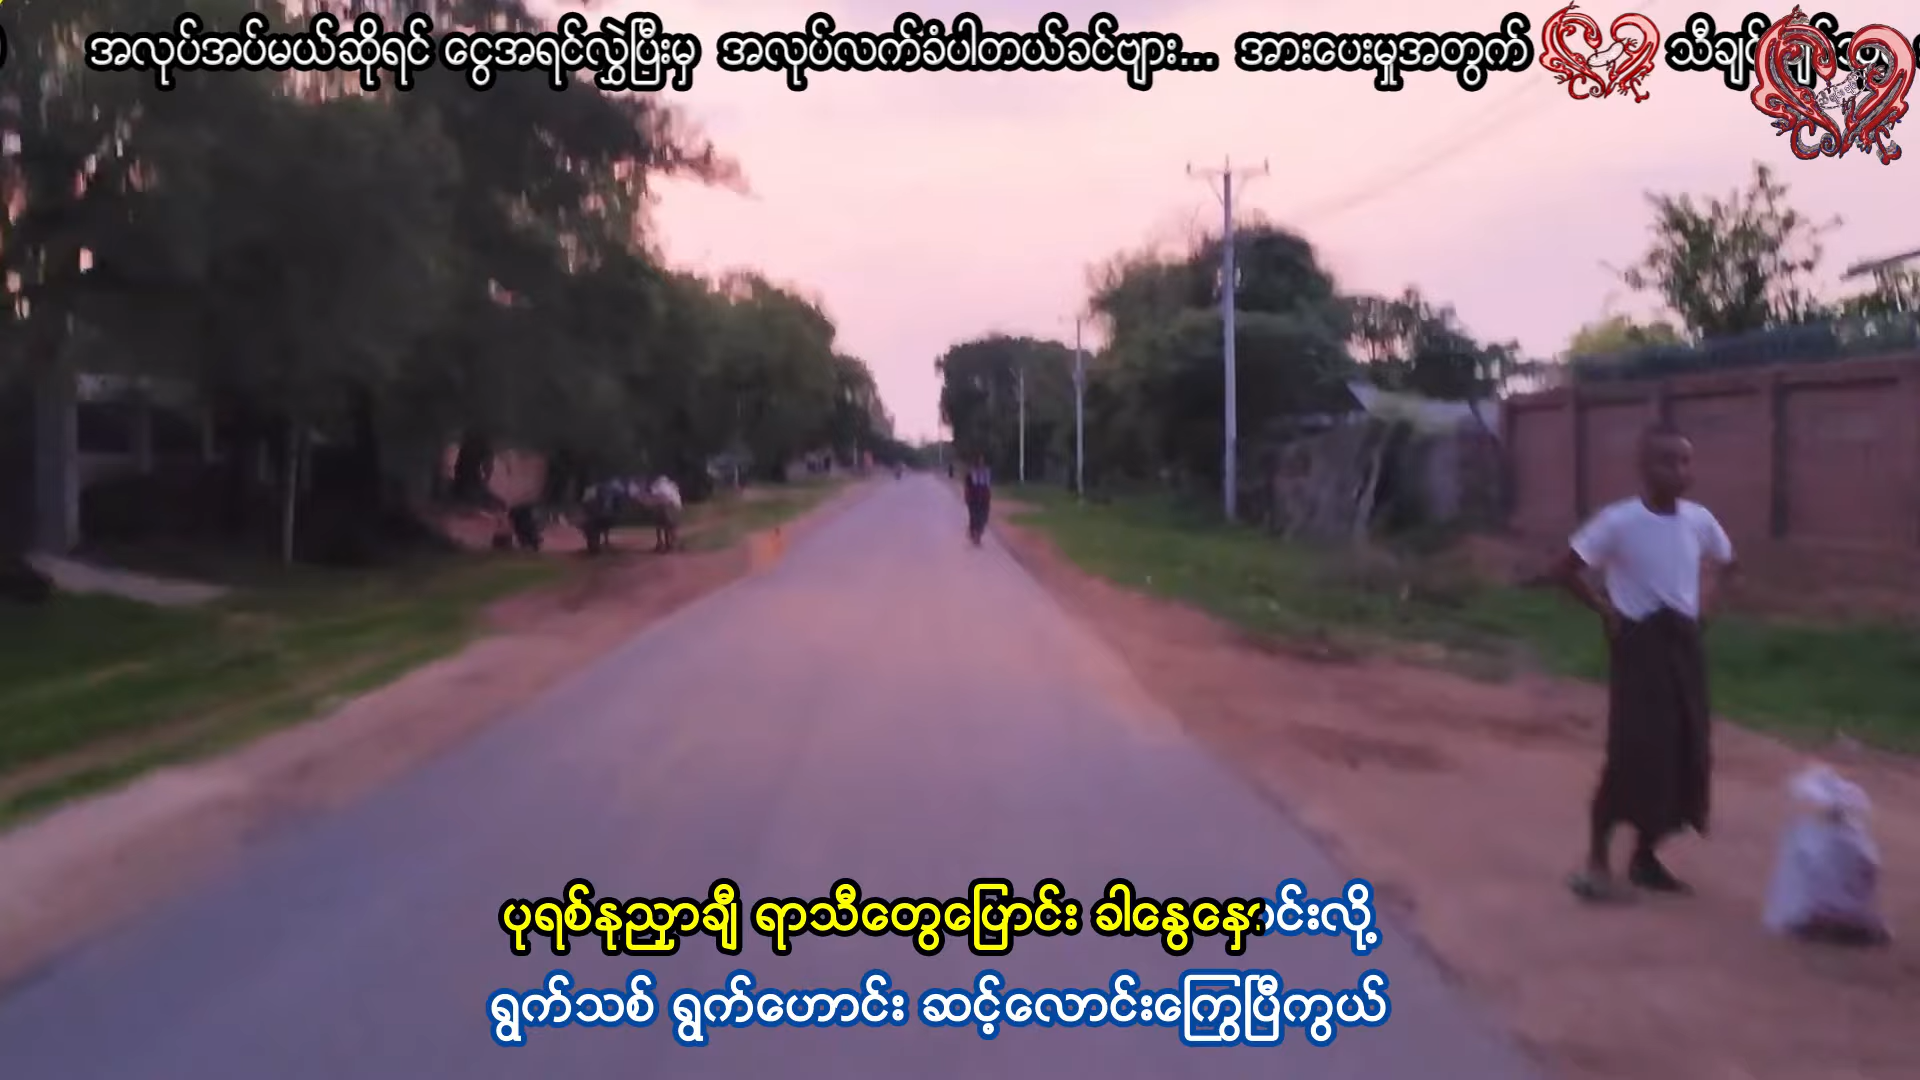 အလုပ်အပ်မယ်ဆိုရင် ငွေအရင်လွှဲပြီးမှ အလုပ်လက်ခံပါတယ်ခင်ဗျား... အားပေးမှုအတွက် သီချင်
ပုရစ်နုညှာချီ ရာသီတွေပြောင်း ခါနွေနှောင်းလို့
ရွက်သစ် ရွက်ဟောင်း ဆင့်လောင်းကြွေပြီကွယ်